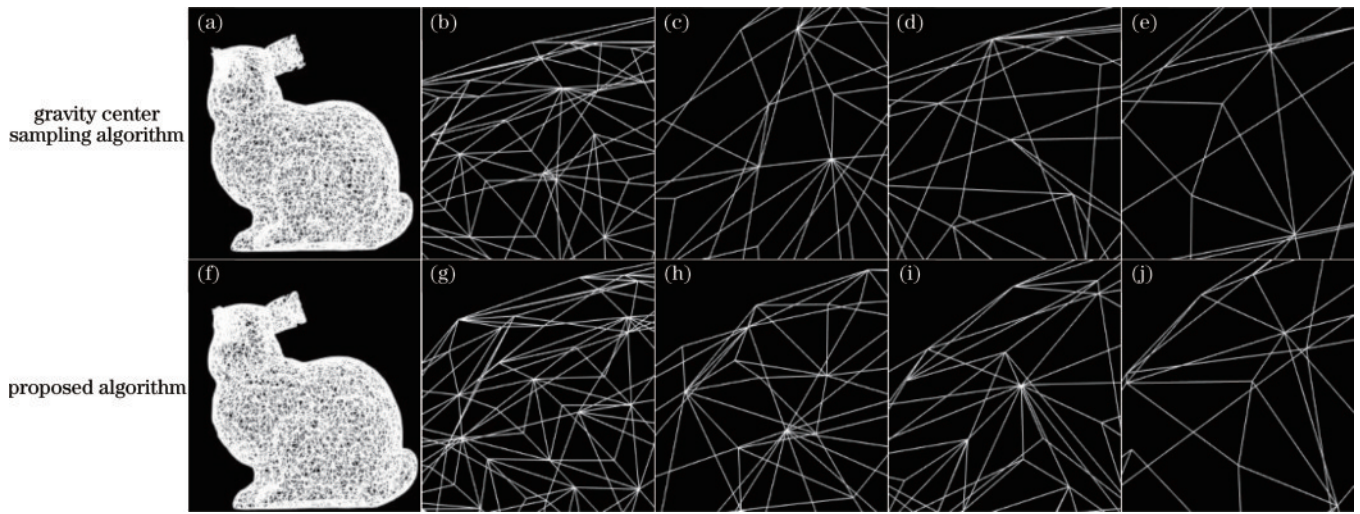 (a) (b) (c) (d) (e)
gravity center
sampling algorithm
(f) (g) (h) (i) (j)
proposed algorithm